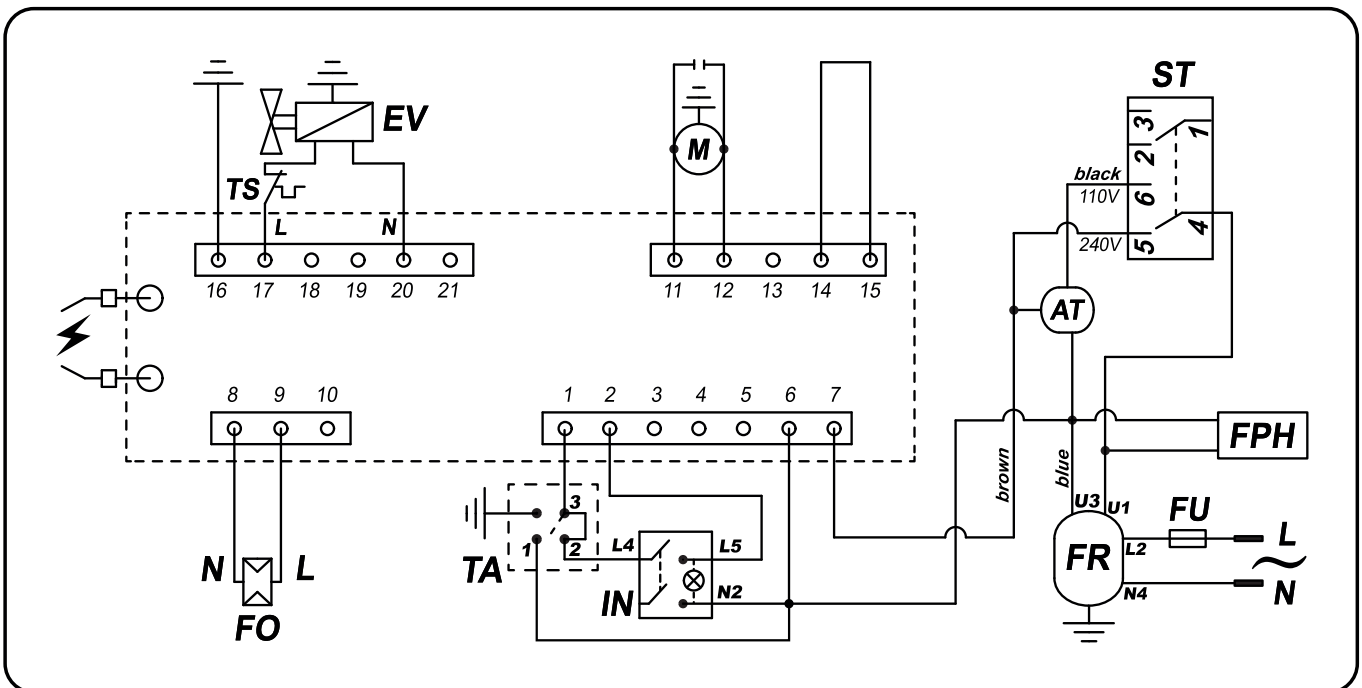 ST
EV
TS
L
N
M
black
110V
240V
3
1
2
6
4
5
16 17 18 19 20 21
11 12 13 14 15
AT
8 9 10
1 2 3 4 5 6 7
FPH
brown
blue
U3
U1
3
1
2
TA
L4
L5
N2
IN
N
L
FO
FR
L2
N4
FU
L
N